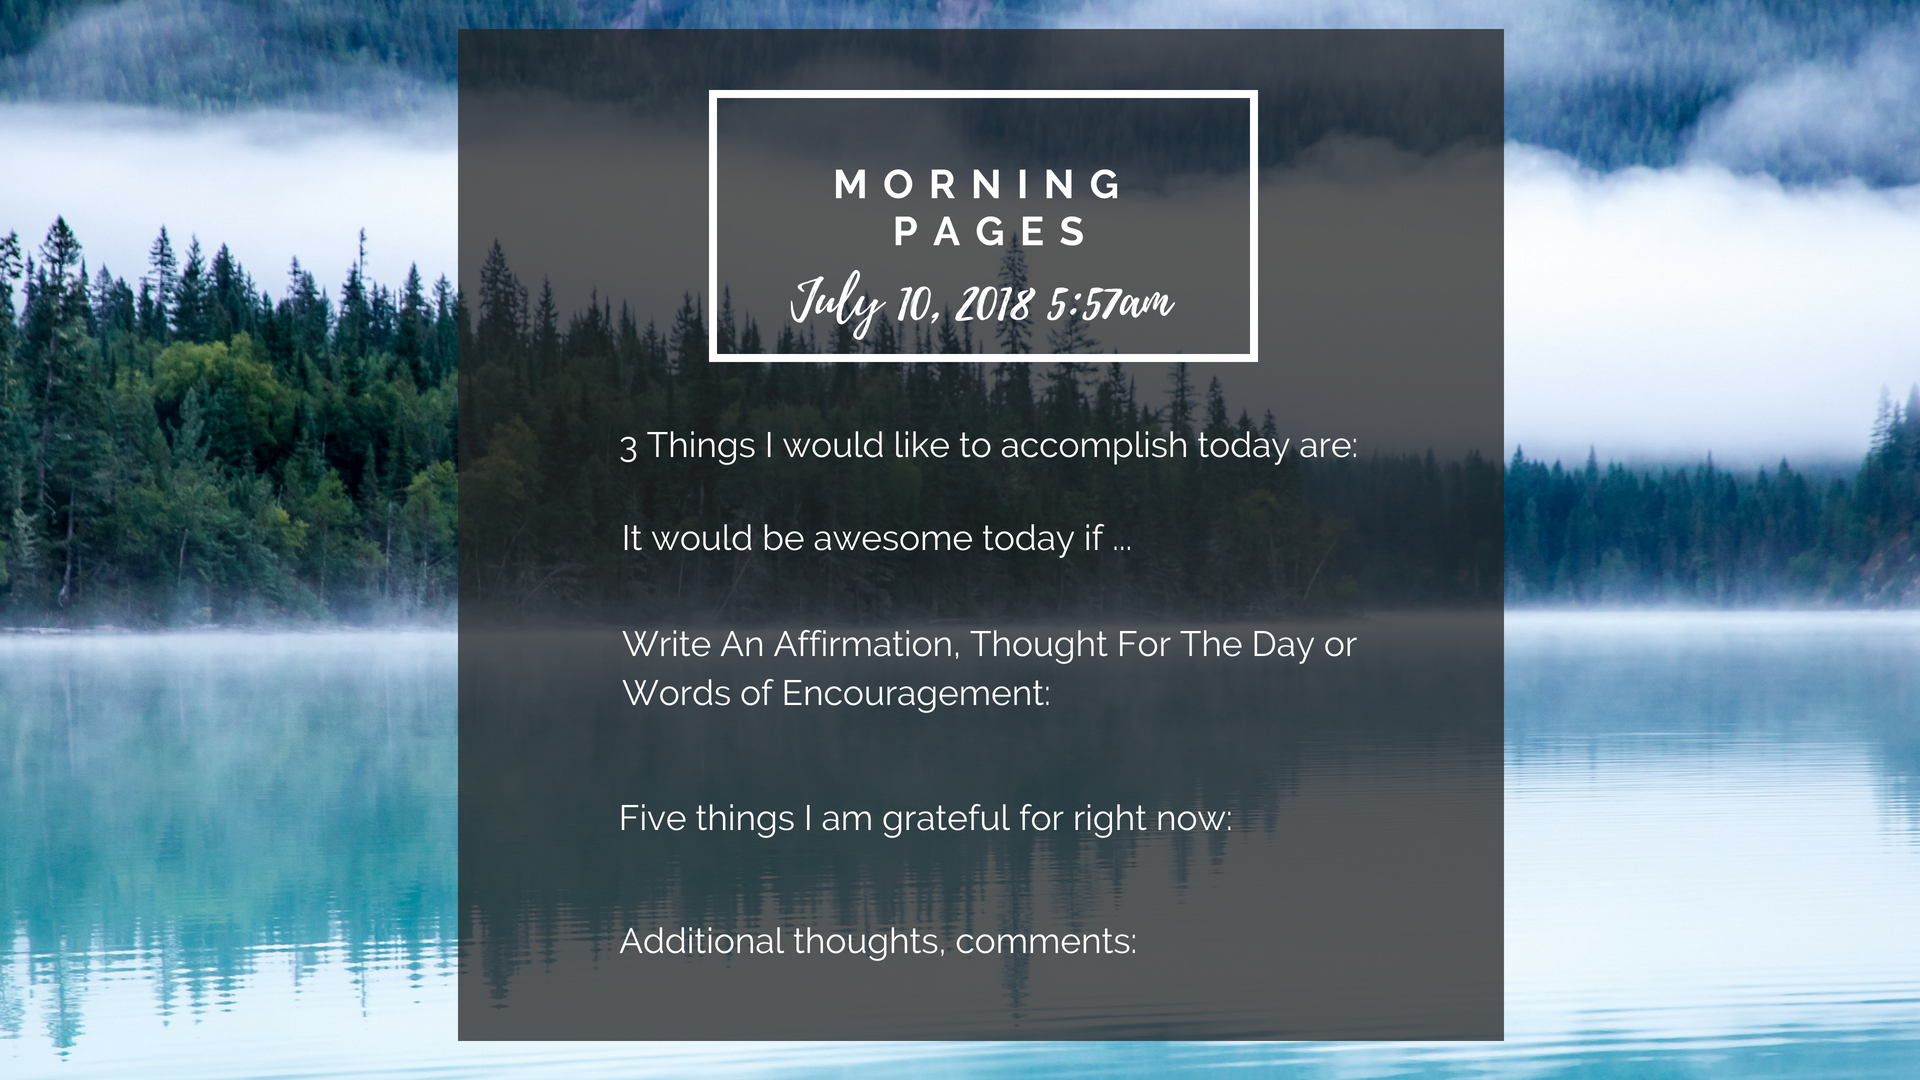 MORNING
PAGES
July 10, 2018 5:57am
3 Things I would like to accomplish today are:
It would be awesome today if ...
Write An Affirmation, Thought For The Day or
Words of Encouragement:
Five things I am grateful for right now:
Additional thoughts, comments: